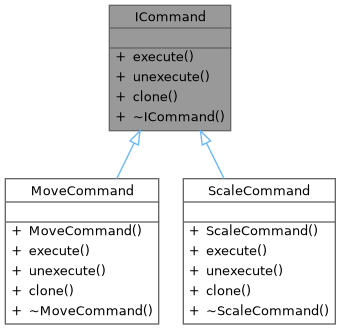 ICommand
+ execute()
+ unexecute()
+ clone()
+ ~ICommand()
MoveCommand
+ MoveCommand()
+ execute()
+ unexecute()
+ clone()
+ ~MoveCommand()
ScaleCommand
+ ScaleCommand()
+ execute()
+ unexecute()
+ clone()
+ ~ScaleCommand()